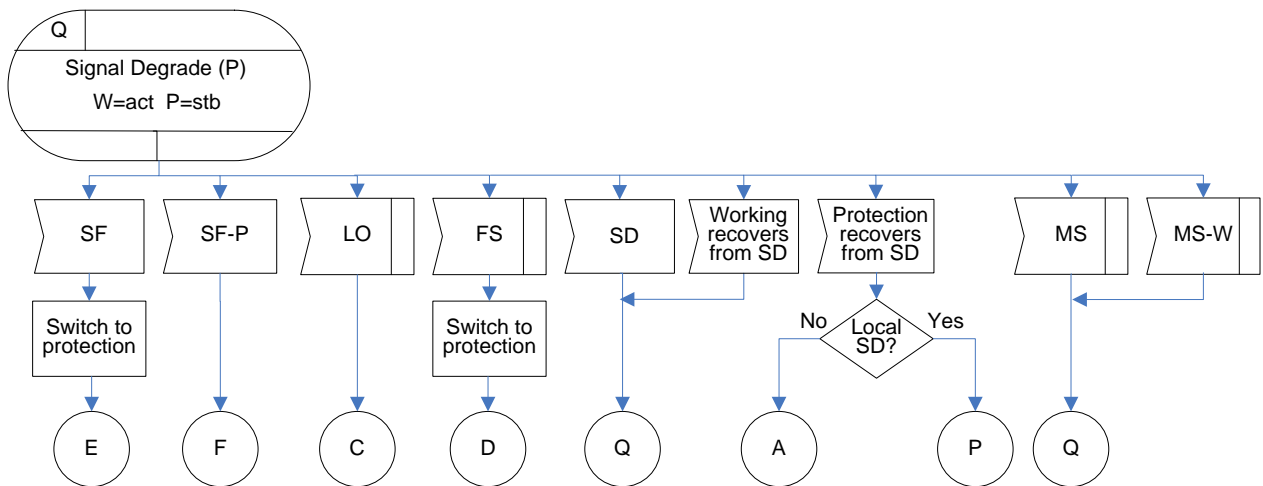 Q
Signal Degrade (P)
W=act P=stb
SF
SF-P
LO
FS
SD
Working
recovers
from SD
Protection
recovers
from SD
MS
MS-W
Switch to
protection
Switch to
protection
No
Local
SD?
Yes
E
F
C
D
Q
A
P
Q